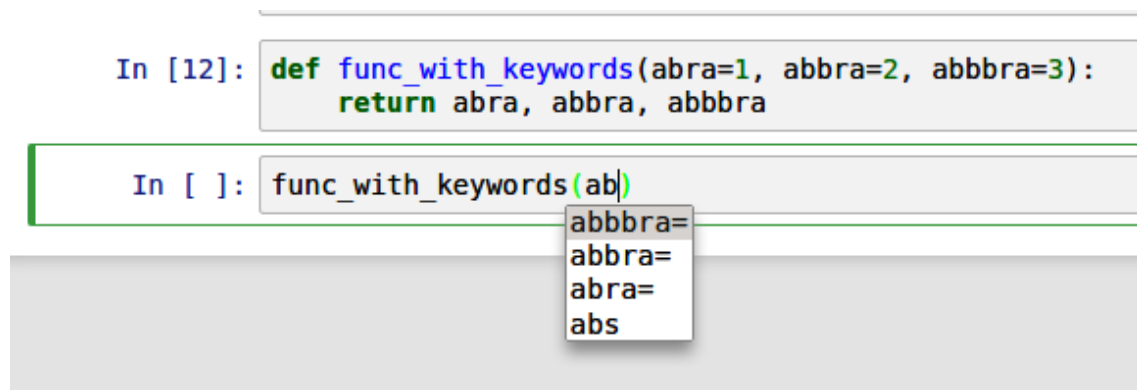 In [12]: def func_with_keywords(abra=1, abbra=2, abbbra=3):
return abra, abbra, abbbra
In [ ]: func_with_keywords(ab)
abbbra=
abbra=
abra=
abs